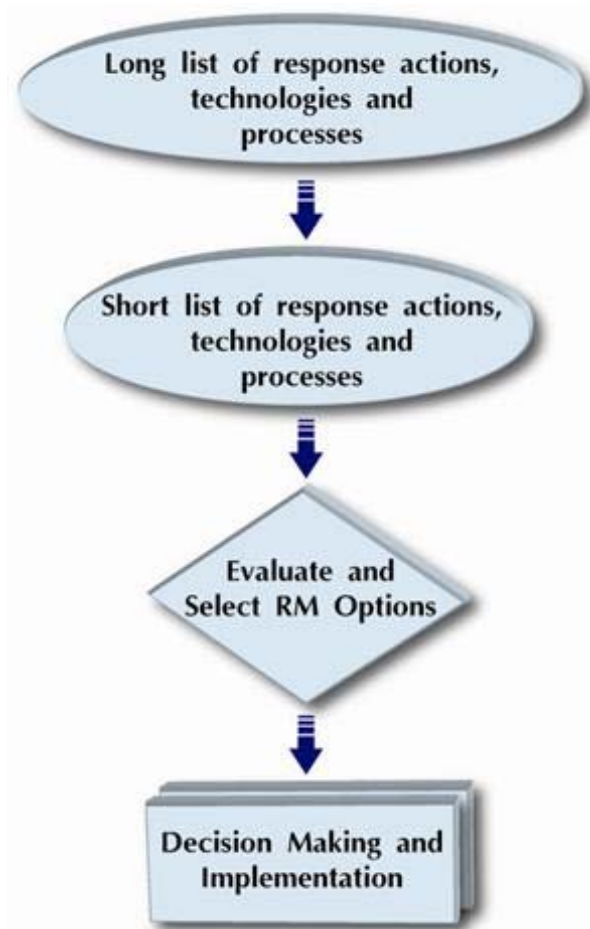 Long list of response actions,
technologies and
processes
Short list of response actions,
technologies and
processes
Evaluate and
Select RM Options
Decision Making and
Implementation